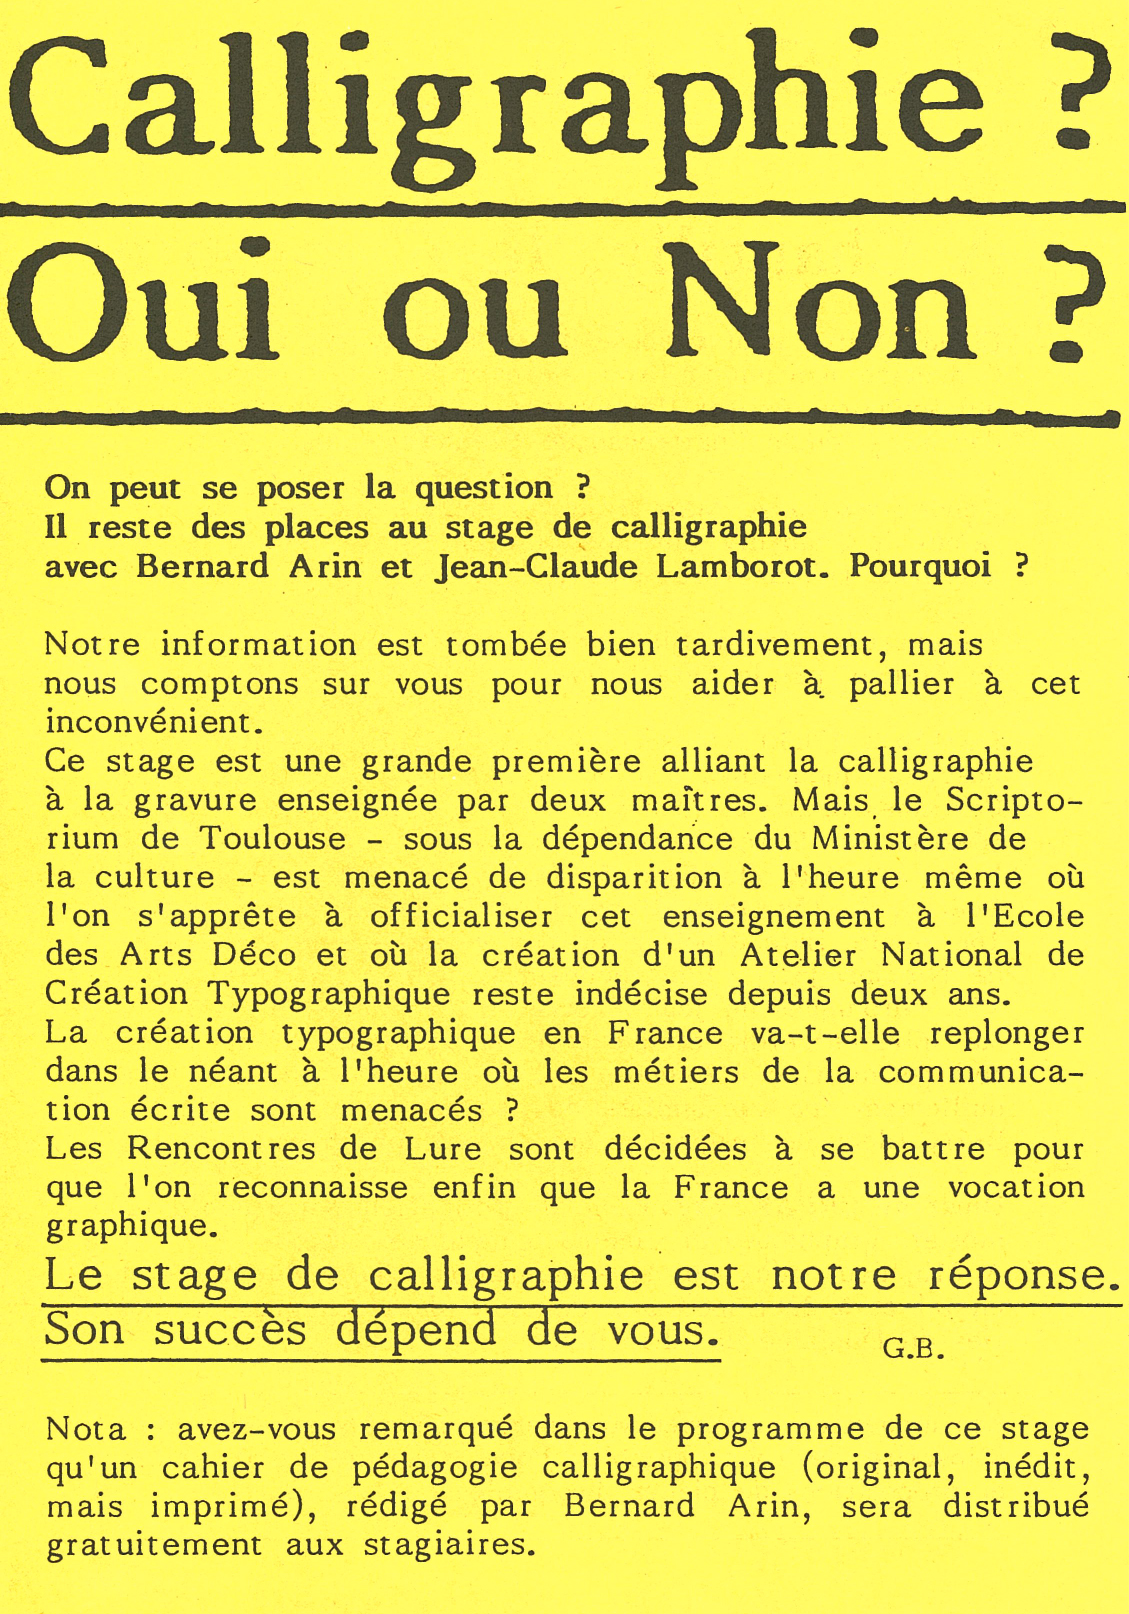 Calligraphie ?
Oui ou Non ?
On peut se poser la question ?
Il reste des places au stage de calligraphie
avec Bernard Arin et Jean-Claude Lamborot. Pourquoi ?
Notre information est tombée bien tardivement, mais
nous comptons sur vous pour nous aider à pallier à cet
inconvénient.
Ce stage est une grande première alliant la calligraphie
à la gravure enseignée par deux maîtres. Mais le Scripto-
rium de Toulouse - sous la dépendance du Ministère de
la culture - est menacé de disparition à l'heure même où
l'on s'apprête à officialiser cet enseignement à l'Ecole
des Arts Déco et où la création d'un Atelier National de
Création Typographique reste indécise depuis deux ans.
La création typographique en France va-t-elle replonger
dans le néant à l'heure où les métiers de la communica-
tion écrite sont menacés ?
Les Rencontres de Lure sont décidées à se battre pour
que l'on reconnaisse enfin que la France a une vocation
graphique.
Le stage de calligraphie est notre réponse.
Son succès dépend de vous.
G.B.
Nota : avez-vous remarqué dans le programme de ce stage
qu'un cahier de pédagogie calligraphique (original, inédit,
mais imprimé), rédigé par Bernard Arin, sera distribué
gratuitement aux stagiaires.